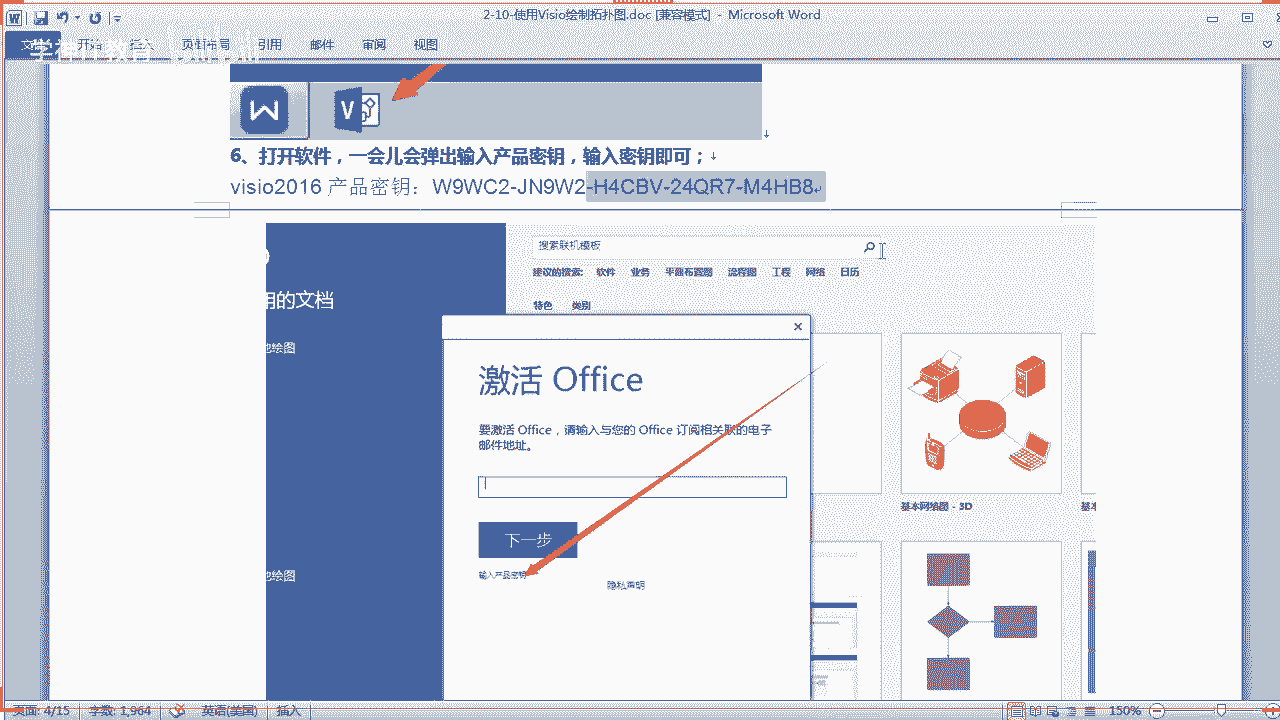 2-10-使用Visio绘制拓扑图.doc [兼容模式] - Microsoft Word
页面布局 引用 邮件 审阅 视图
6、打开软件，一会儿会弹出输入产品密钥，输入密钥即可；
visio2016 产品密钥：W9WC2-JN9W2-H4CBV-24QR7-M4HB8
搜索联机模板
建议的搜索: 软件 业务 平面布置图 流程图 工程 网络 日历
用的文档
特色 类别
他绘图
激活 Office
要激活 Office，请输入与您的 Office 订阅相关联的电子
邮件地址。
基本网络图 - 3D
下一步
输入产品密钥
隐私声明
他绘图
页面: 4/15 字数: 1,964 英语(美国) 插入 150%